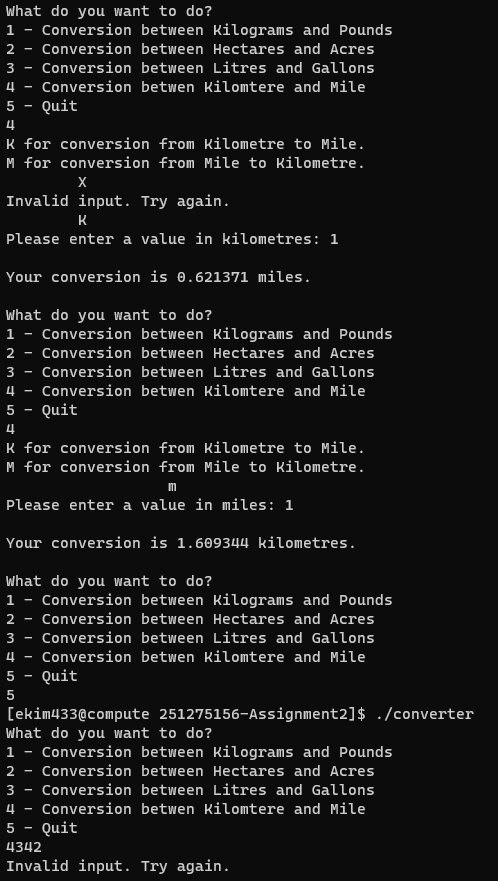 What do you want to do?
1 - Conversion between Kilograms and Pounds
2 - Conversion between Hectares and Acres
3 - Conversion between Litres and Gallons
4 - Conversion betwen Kilomtere and Mile
5 - Quit
4
K for conversion from Kilometre to Mile.
M for conversion from Mile to Kilometre.
X
Invalid input. Try again.
K
Please enter a value in kilometres: 1
Your conversion is 0.621371 miles.
What do you want to do?
1 - Conversion between Kilograms and Pounds
2 - Conversion between Hectares and Acres
3 - Conversion between Litres and Gallons
4 - Conversion betwen Kilomtere and Mile
5 - Quit
4
K for conversion from Kilometre to Mile.
M for conversion from Mile to Kilometre.
m
Please enter a value in miles: 1
Your conversion is 1.609344 kilometres.
What do you want to do?
1 - Conversion between Kilograms and Pounds
2 - Conversion between Hectares and Acres
3 - Conversion between Litres and Gallons
4 - Conversion betwen Kilomtere and Mile
5 - Quit
5
[ekim433@compute 251275156-Assignment2]$ ./converter
What do you want to do?
1 - Conversion between Kilograms and Pounds
2 - Conversion between Hectares and Acres
3 - Conversion between Litres and Gallons
4 - Conversion betwen Kilomtere and Mile
5 - Quit
4342
Invalid input. Try again.